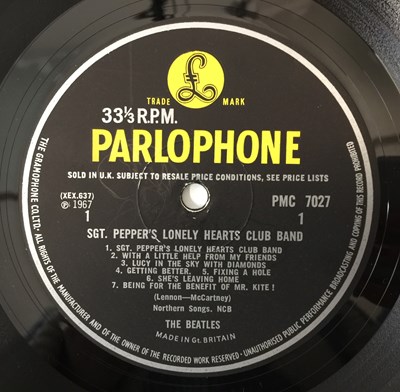 £
TRADE MARK
33⅓ R.P.M.
PARLOPHONE
SOLD IN U.K. SUBJECT TO RESALE PRICE CONDITIONS, SEE PRICE LISTS
(XEX.637)
℗ 1967
1
PMC 7027
1
SGT. PEPPER'S LONELY HEARTS CLUB BAND
1. SGT. PEPPER'S LONELY HEARTS CLUB BAND
2. WITH A LITTLE HELP FROM MY FRIENDS
3. LUCY IN THE SKY WITH DIAMONDS
4. GETTING BETTER. 5. FIXING A HOLE
6. SHE'S LEAVING HOME
7. BEING FOR THE BENEFIT OF MR. KITE !
(Lennon—McCartney)
Northern Songs, NCB
THE BEATLES
MADE IN Gt. BRITAIN
THE GRAMOPHONE CO. LTD. ALL RIGHTS OF THE MANUFACTURER AND OF THE OWNER OF THE RECORDED WORK RESERVED · UNAUTHORISED PUBLIC PERFORMANCE BROADCASTING AND COPYING OF THIS RECORD PROHIBITED